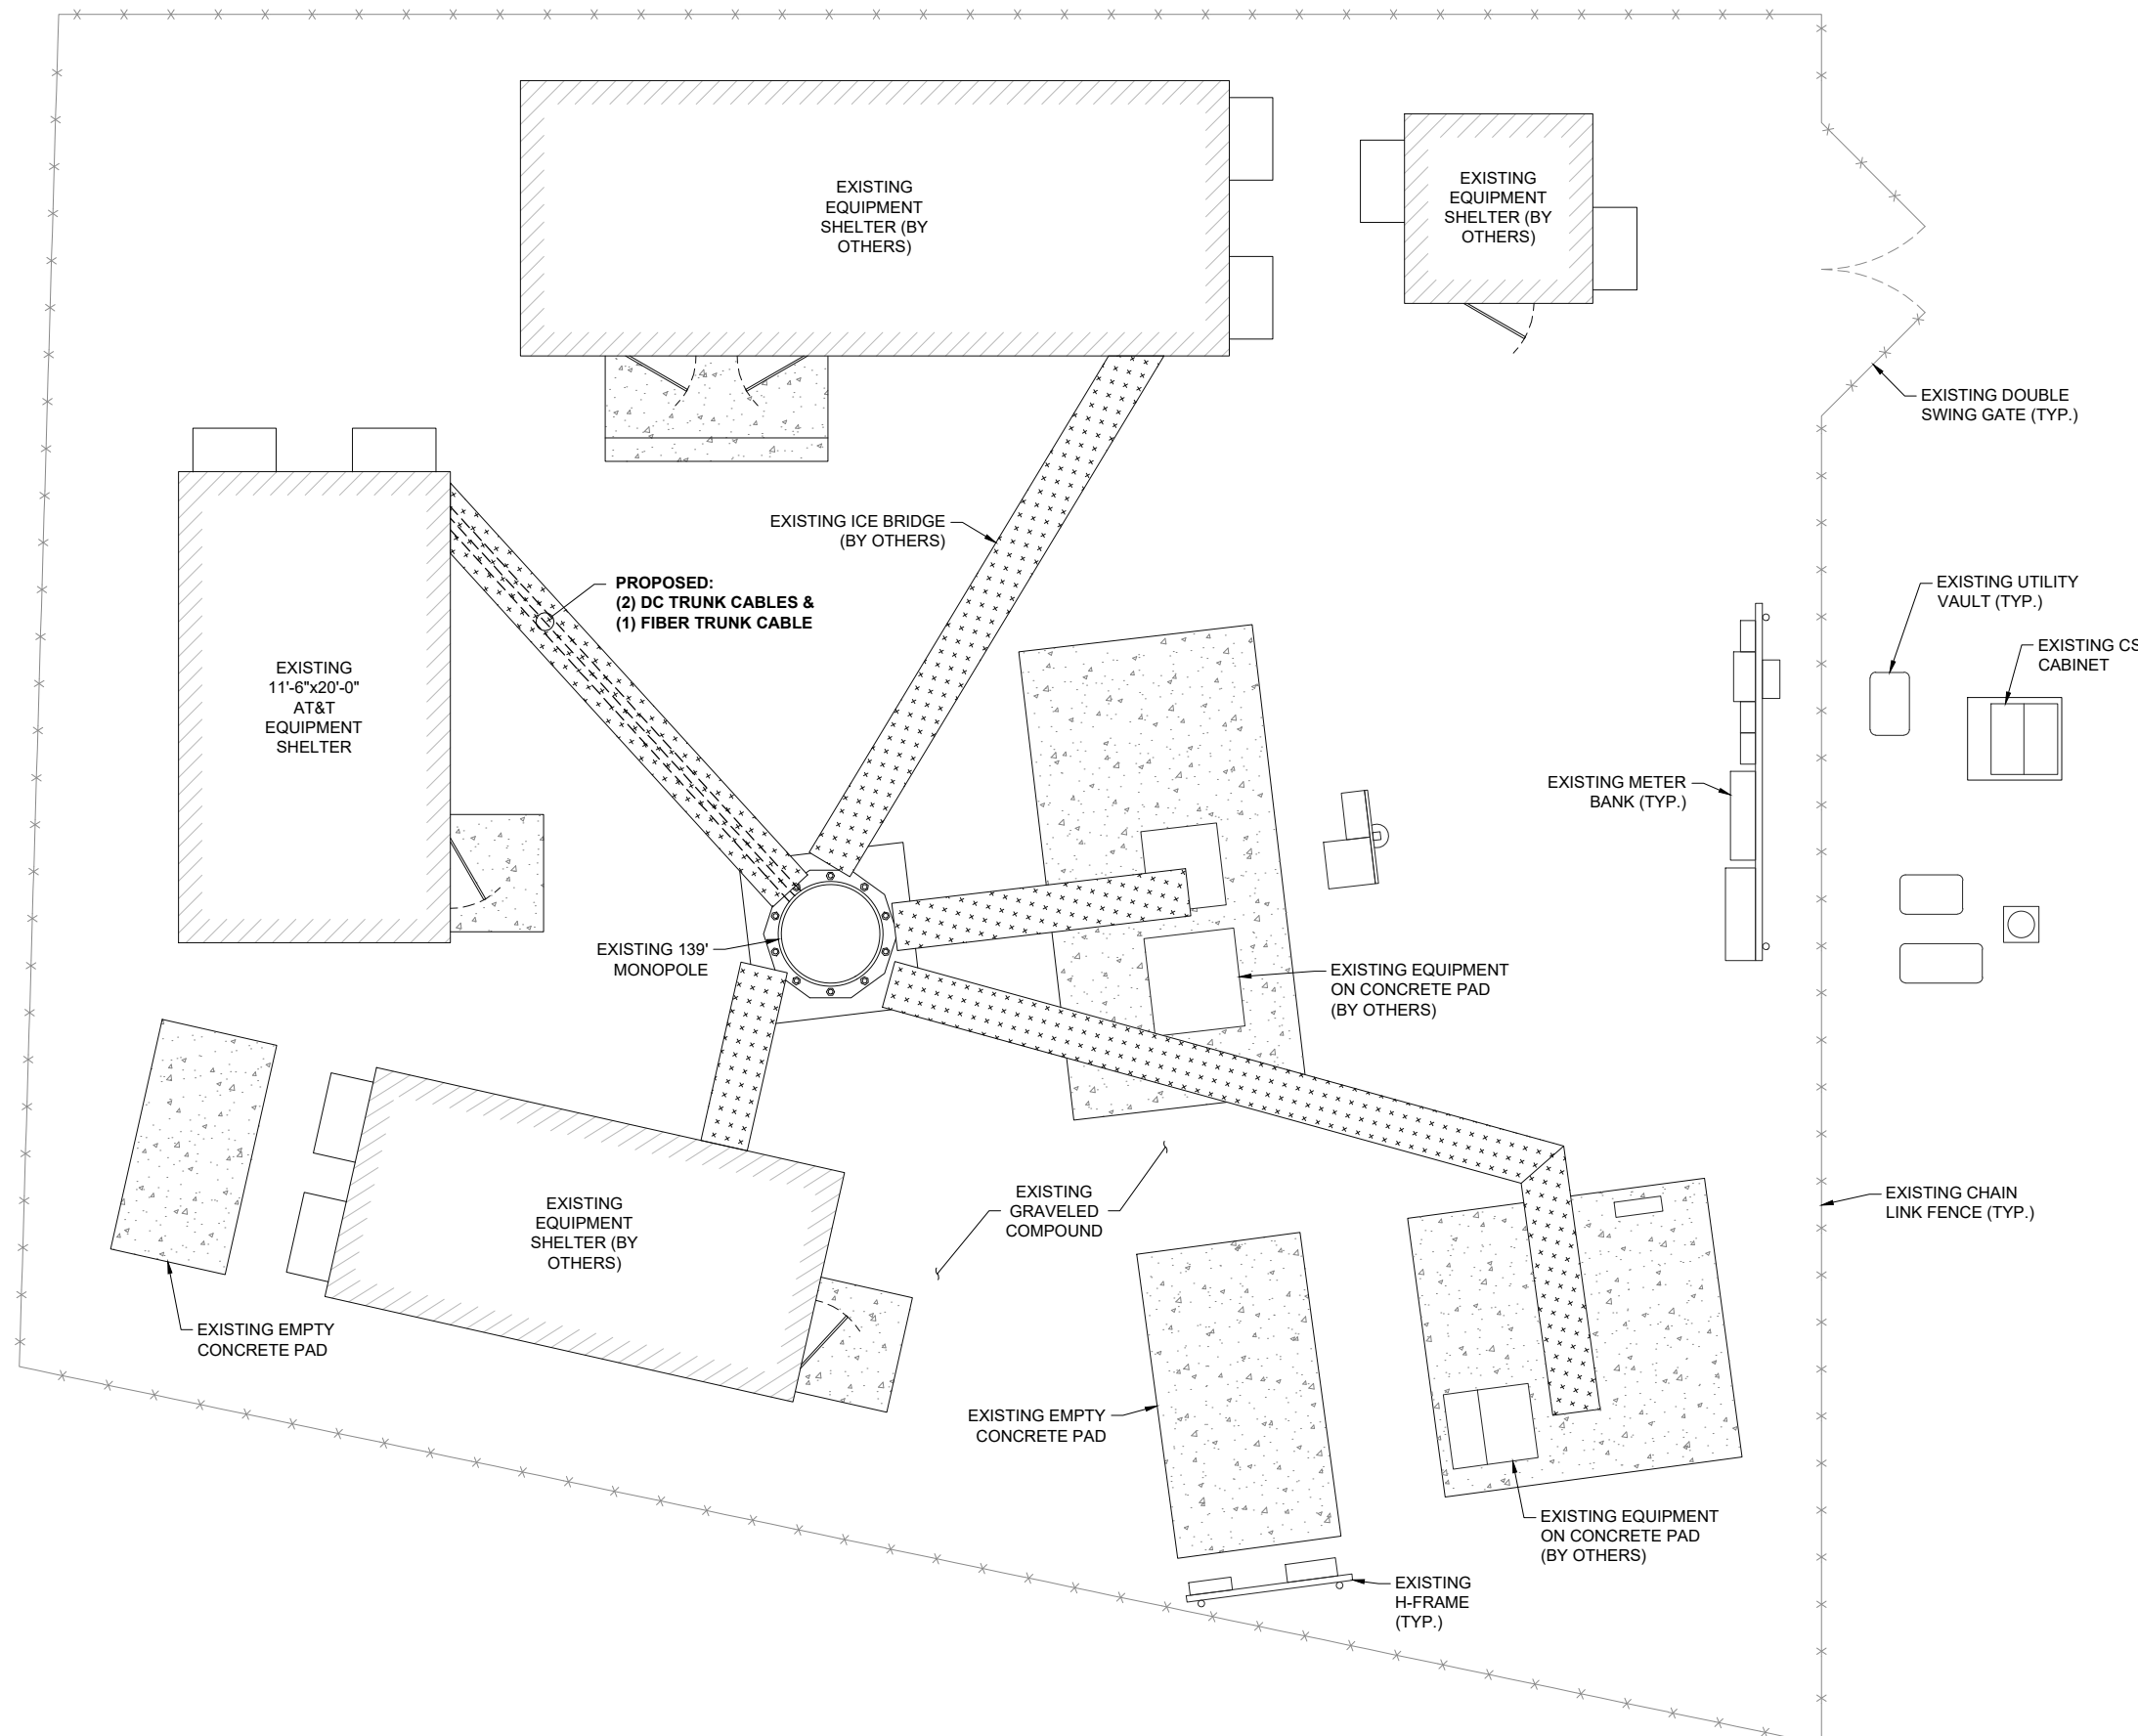 EXISTING
EQUIPMENT
SHELTER (BY
OTHERS)
EXISTING
EQUIPMENT
SHELTER (BY
OTHERS)
EXISTING DOUBLE
SWING GATE (TYP.)
EXISTING ICE BRIDGE
(BY OTHERS)
PROPOSED:
(2) DC TRUNK CABLES &
(1) FIBER TRUNK CABLE
EXISTING UTILITY
VAULT (TYP.)
EXISTING CS
CABINET
EXISTING
11'-6"x20'-0"
AT&T
EQUIPMENT
SHELTER
EXISTING METER
BANK (TYP.)
EXISTING 139'
MONOPOLE
EXISTING EQUIPMENT
ON CONCRETE PAD
(BY OTHERS)
EXISTING
GRAVELED
COMPOUND
EXISTING CHAIN
LINK FENCE (TYP.)
EXISTING
EQUIPMENT
SHELTER (BY
OTHERS)
EXISTING EMPTY
CONCRETE PAD
EXISTING EMPTY
CONCRETE PAD
EXISTING EQUIPMENT
ON CONCRETE PAD
(BY OTHERS)
EXISTING
H-FRAME
(TYP.)